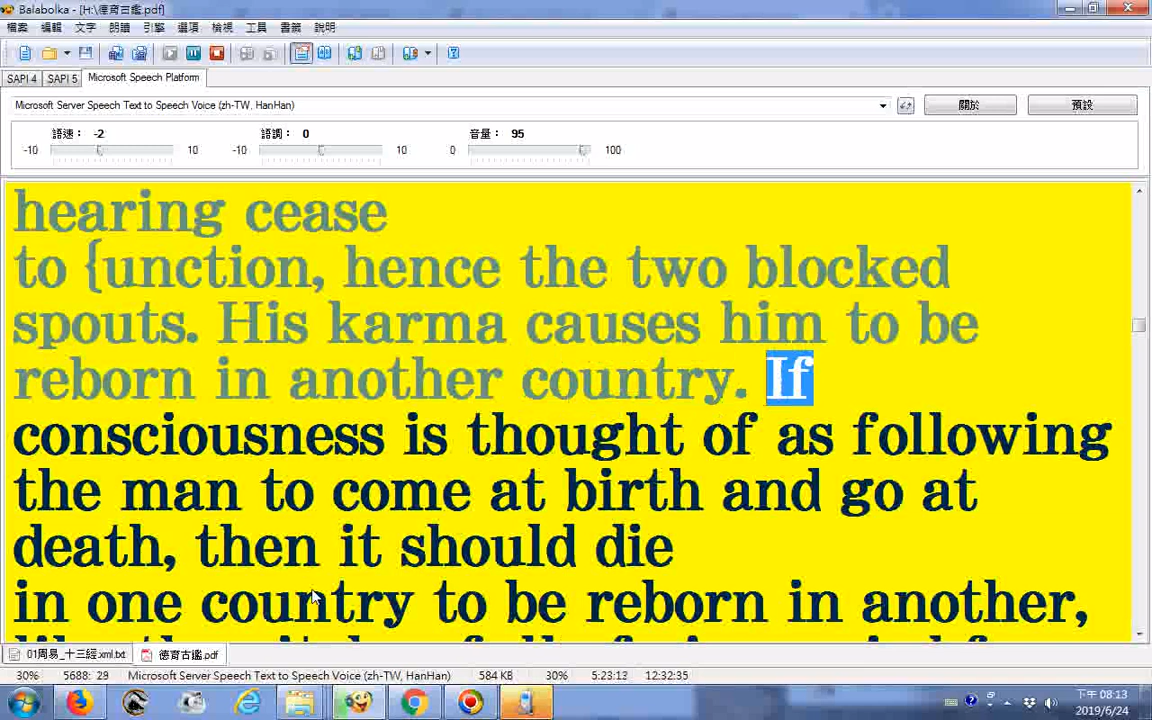 Balabolka - [H:\德育古鑑.pdf]
檔案 編輯 文字 朗讀 引擎 選項 檢視 工具 書籤 說明
SAPI 4 SAPI 5 Microsoft Speech Platform
Microsoft Server Speech Text to Speech Voice (zh-TW, HanHan) 關於 預設
語速： -2 語調： 0 音量： 95
-10 10 -10 10 0 100
hearing cease
to {unction, hence the two blocked
spouts. His karma causes him to be
reborn in another country. If
consciousness is thought of as following
the man to come at birth and go at
death, then it should die
in one country to be reborn in another,
01周易_十三經.xml.txt 德育古鑑.pdf
30% 5688: 29 Microsoft Server Speech Text to Speech Voice (zh-TW, HanHan) 584 KB 30% 5:23:13 12:32:35
下午 08:13
2019/6/24